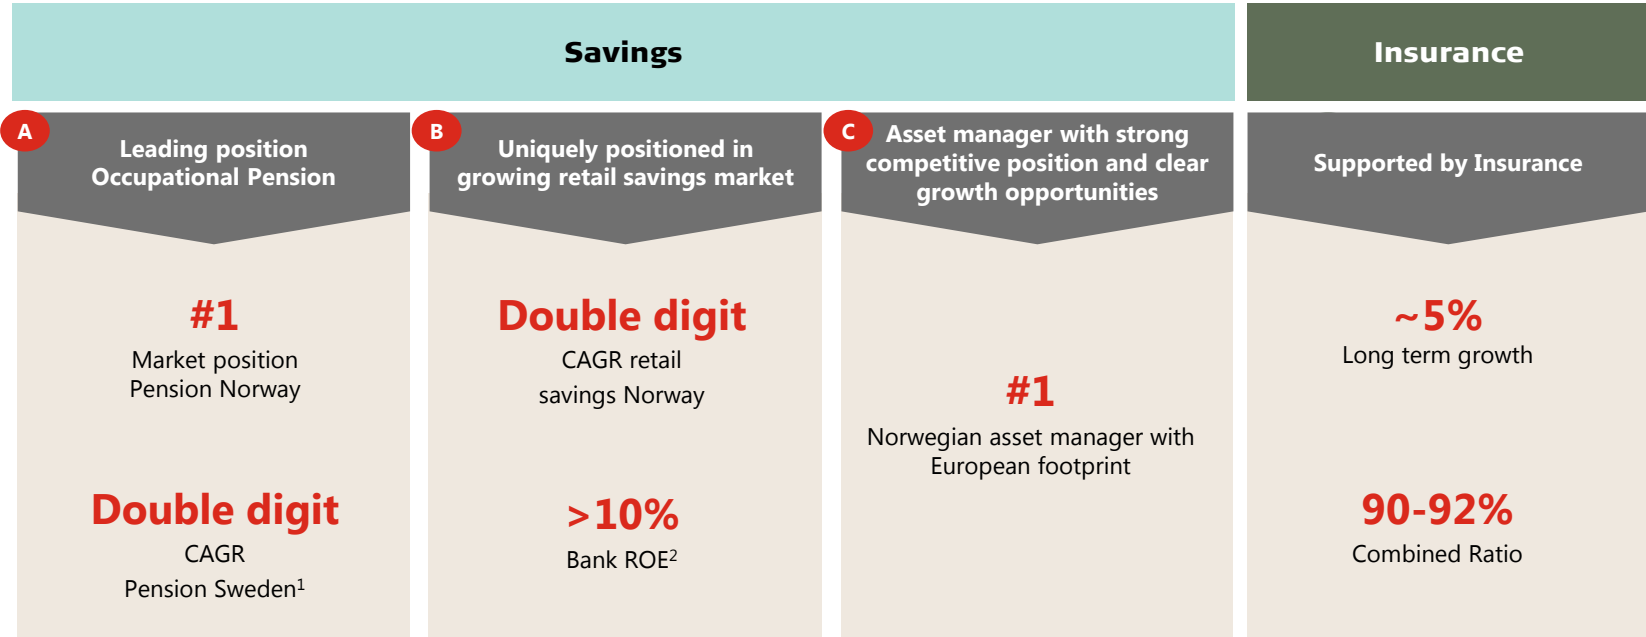 Savings
Insurance
A
Leading position
Occupational Pension
B
Uniquely positioned in
growing retail savings market
C
Asset manager with strong
competitive position and clear
growth opportunities
Supported by Insurance
#1
Market position
Pension Norway
Double digit
CAGR
Pension Sweden¹
Double digit
CAGR retail
savings Norway
>10%
Bank ROE²
#1
Norwegian asset manager with
European footprint
~5%
Long term growth
90-92%
Combined Ratio